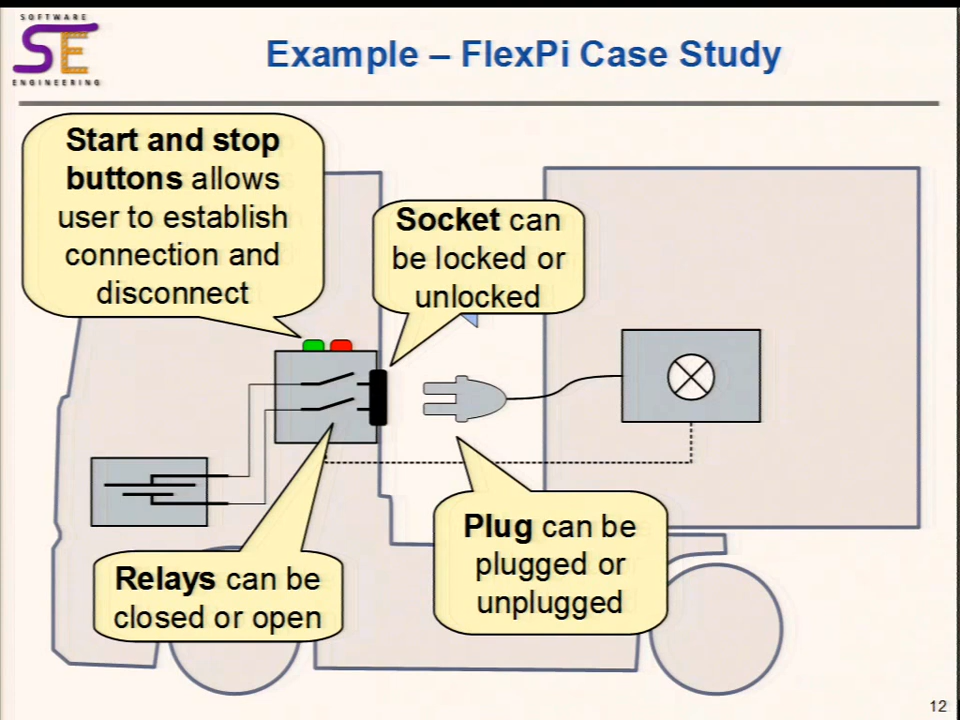 SOFTWARE
SE
ENGINEERING
Example – FlexPi Case Study
Start and stop
buttons allows
user to establish
connection and
disconnect
Socket can
be locked or
unlocked
Plug can be
plugged or
unplugged
Relays can be
closed or open
12